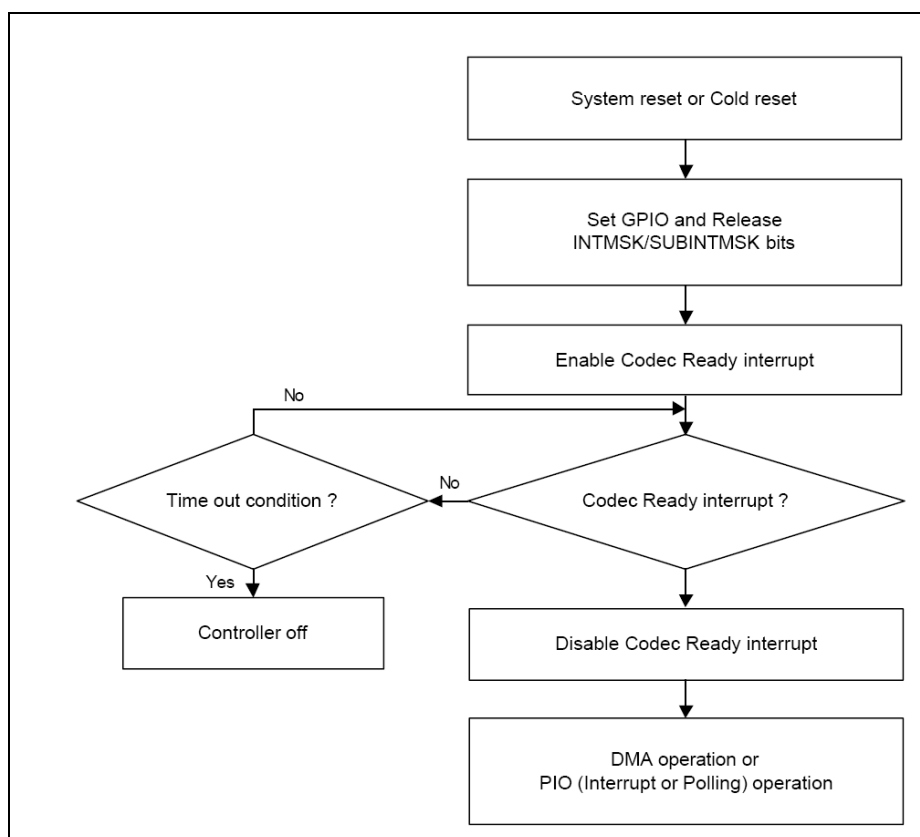 System reset or Cold reset
Set GPIO and Release
INTMSK/SUBINTMSK bits
Enable Codec Ready interrupt
No
Time out condition ?
No
Codec Ready interrupt ?
Yes
Controller off
Disable Codec Ready interrupt
DMA operation or
PIO (Interrupt or Polling) operation